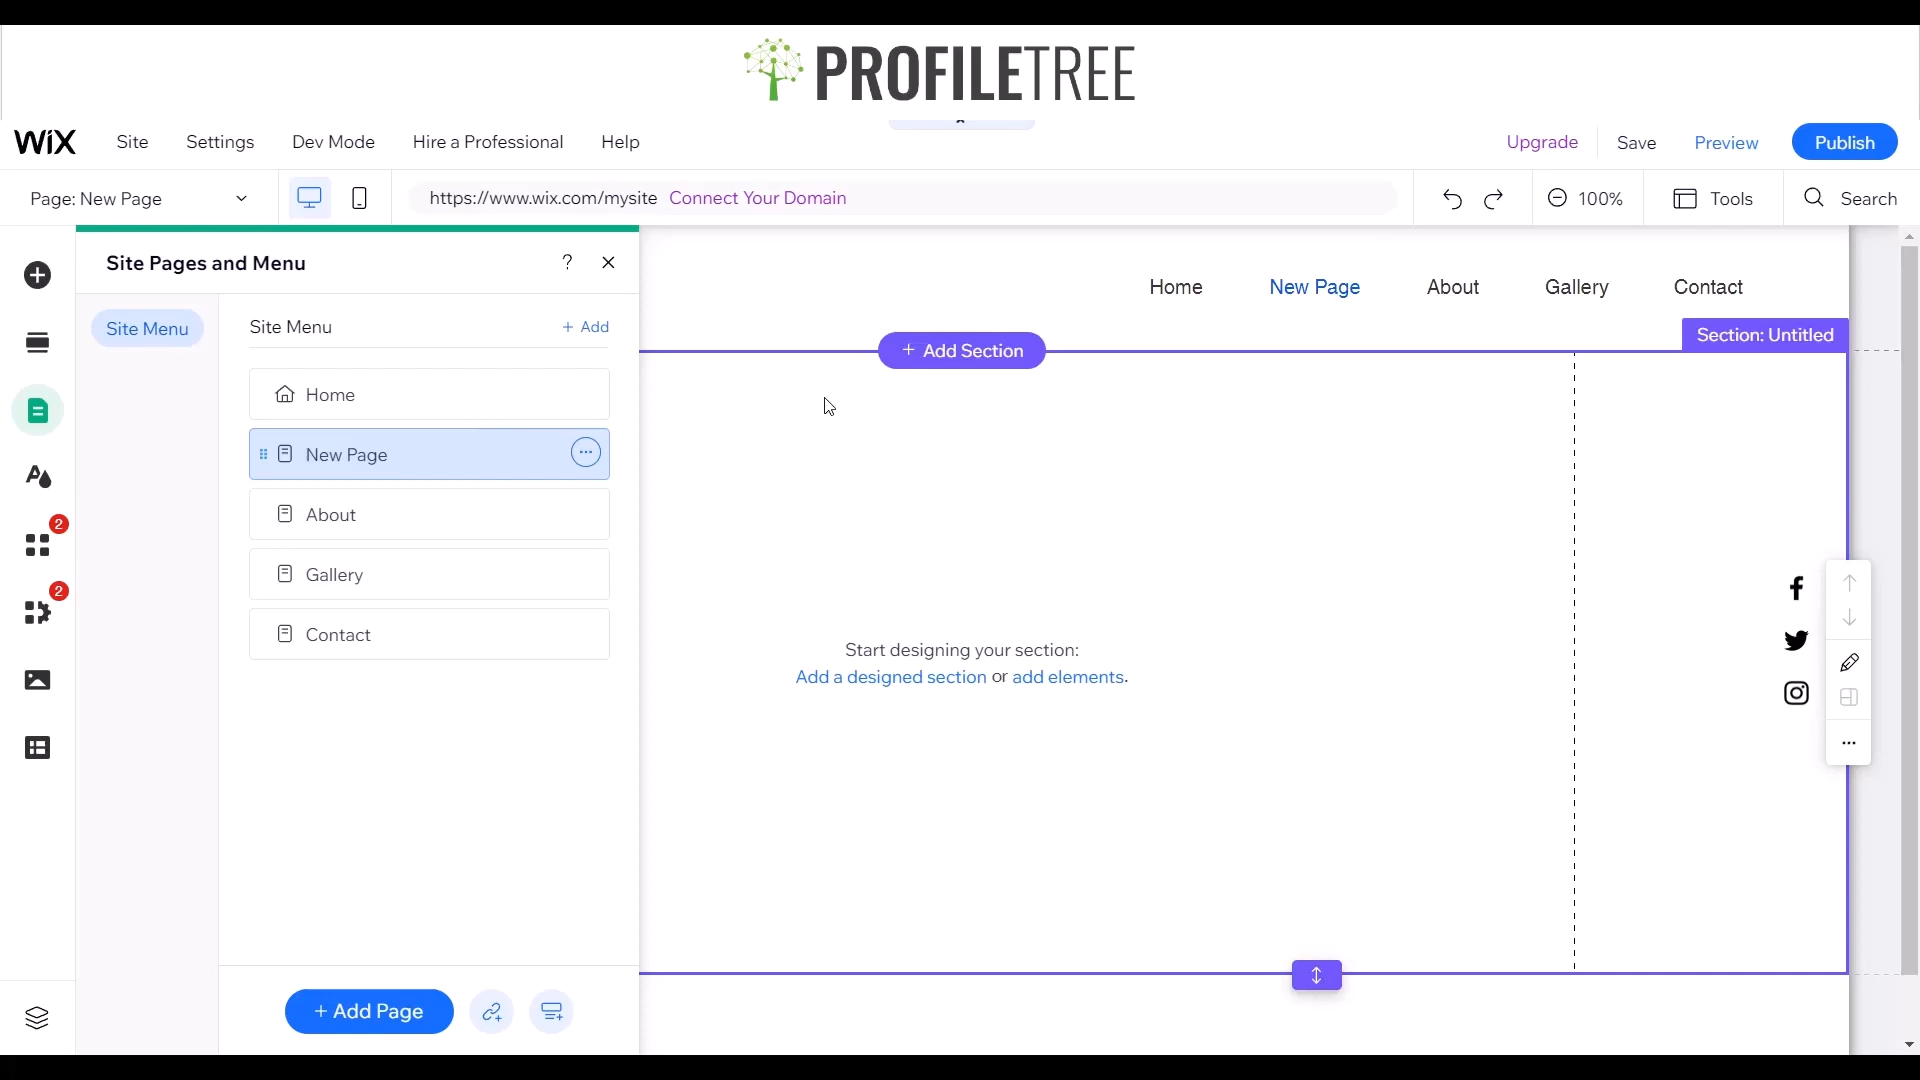 PROFILETREE
WiX Site Settings Dev Mode Hire a Professional Help Upgrade Save Preview Publish
Page: New Page https://www.wix.com/mysite Connect Your Domain 100% Tools Search
Site Pages and Menu ?
Home New Page About Gallery Contact
Site Menu
Site Menu + Add
+ Add Section
Section: Untitled
Home
New Page
2
About
Gallery
2
Contact
Start designing your section:
Add a designed section or add elements.
+ Add Page